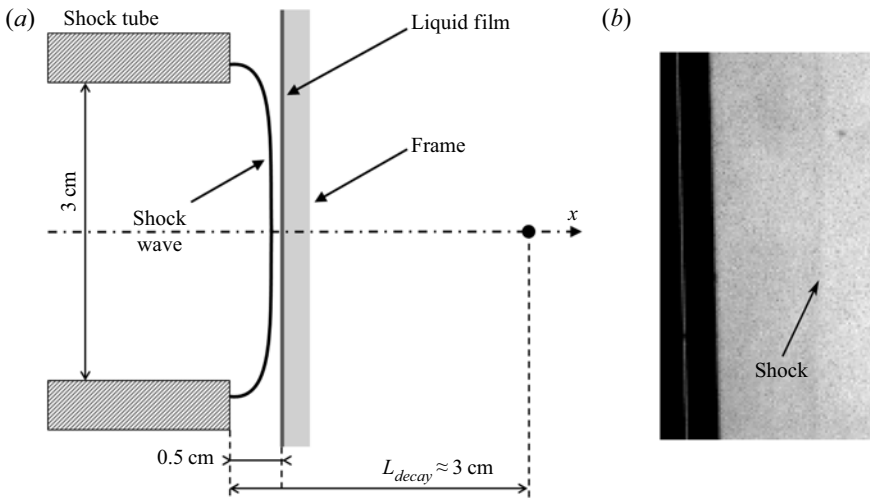 (a)
Shock tube
Liquid film
Frame
3 cm
Shock
wave
x
0.5 cm
L_decay ≈ 3 cm
(b)
Shock